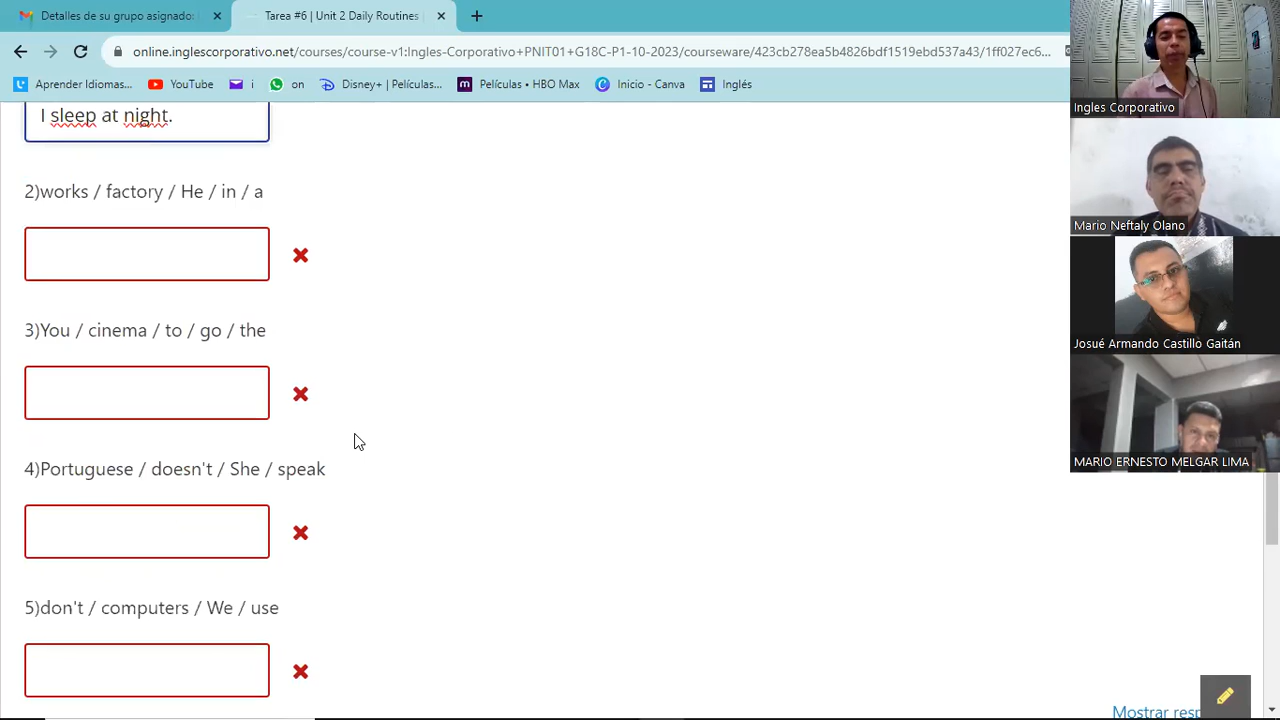 Detalles de su grupo asignado:
Tarea #6 | Unit 2 Daily Routines
online.inglescorporativo.net/courses/course-v1:Ingles-Corporativo+PNIT01+G18C-P1-10-2023/courseware/423cb278ea5b4826bdf1519ebd537a43/1ff027ec6...
Aprender Idiomas...
YouTube
i
on
Disney+ | Películas...
Películas · HBO Max
Inicio - Canva
Inglés
I sleep at night.
2)works / factory / He / in / a
3)You / cinema / to / go / the
4)Portuguese / doesn't / She / speak
5)don't / computers / We / use
Mostrar resp
Ingles Corporativo
Mario Neftaly Olano
Josué Armando Castillo Gaitán
MARIO ERNESTO MELGAR LIMA